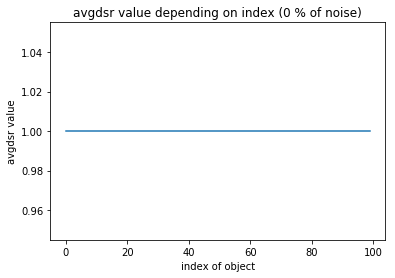 avgdsr value depending on index (0 % of noise)
avgdsr value
1.04
1.02
1.00
0.98
0.96
0 20 40 60 80 100
index of object